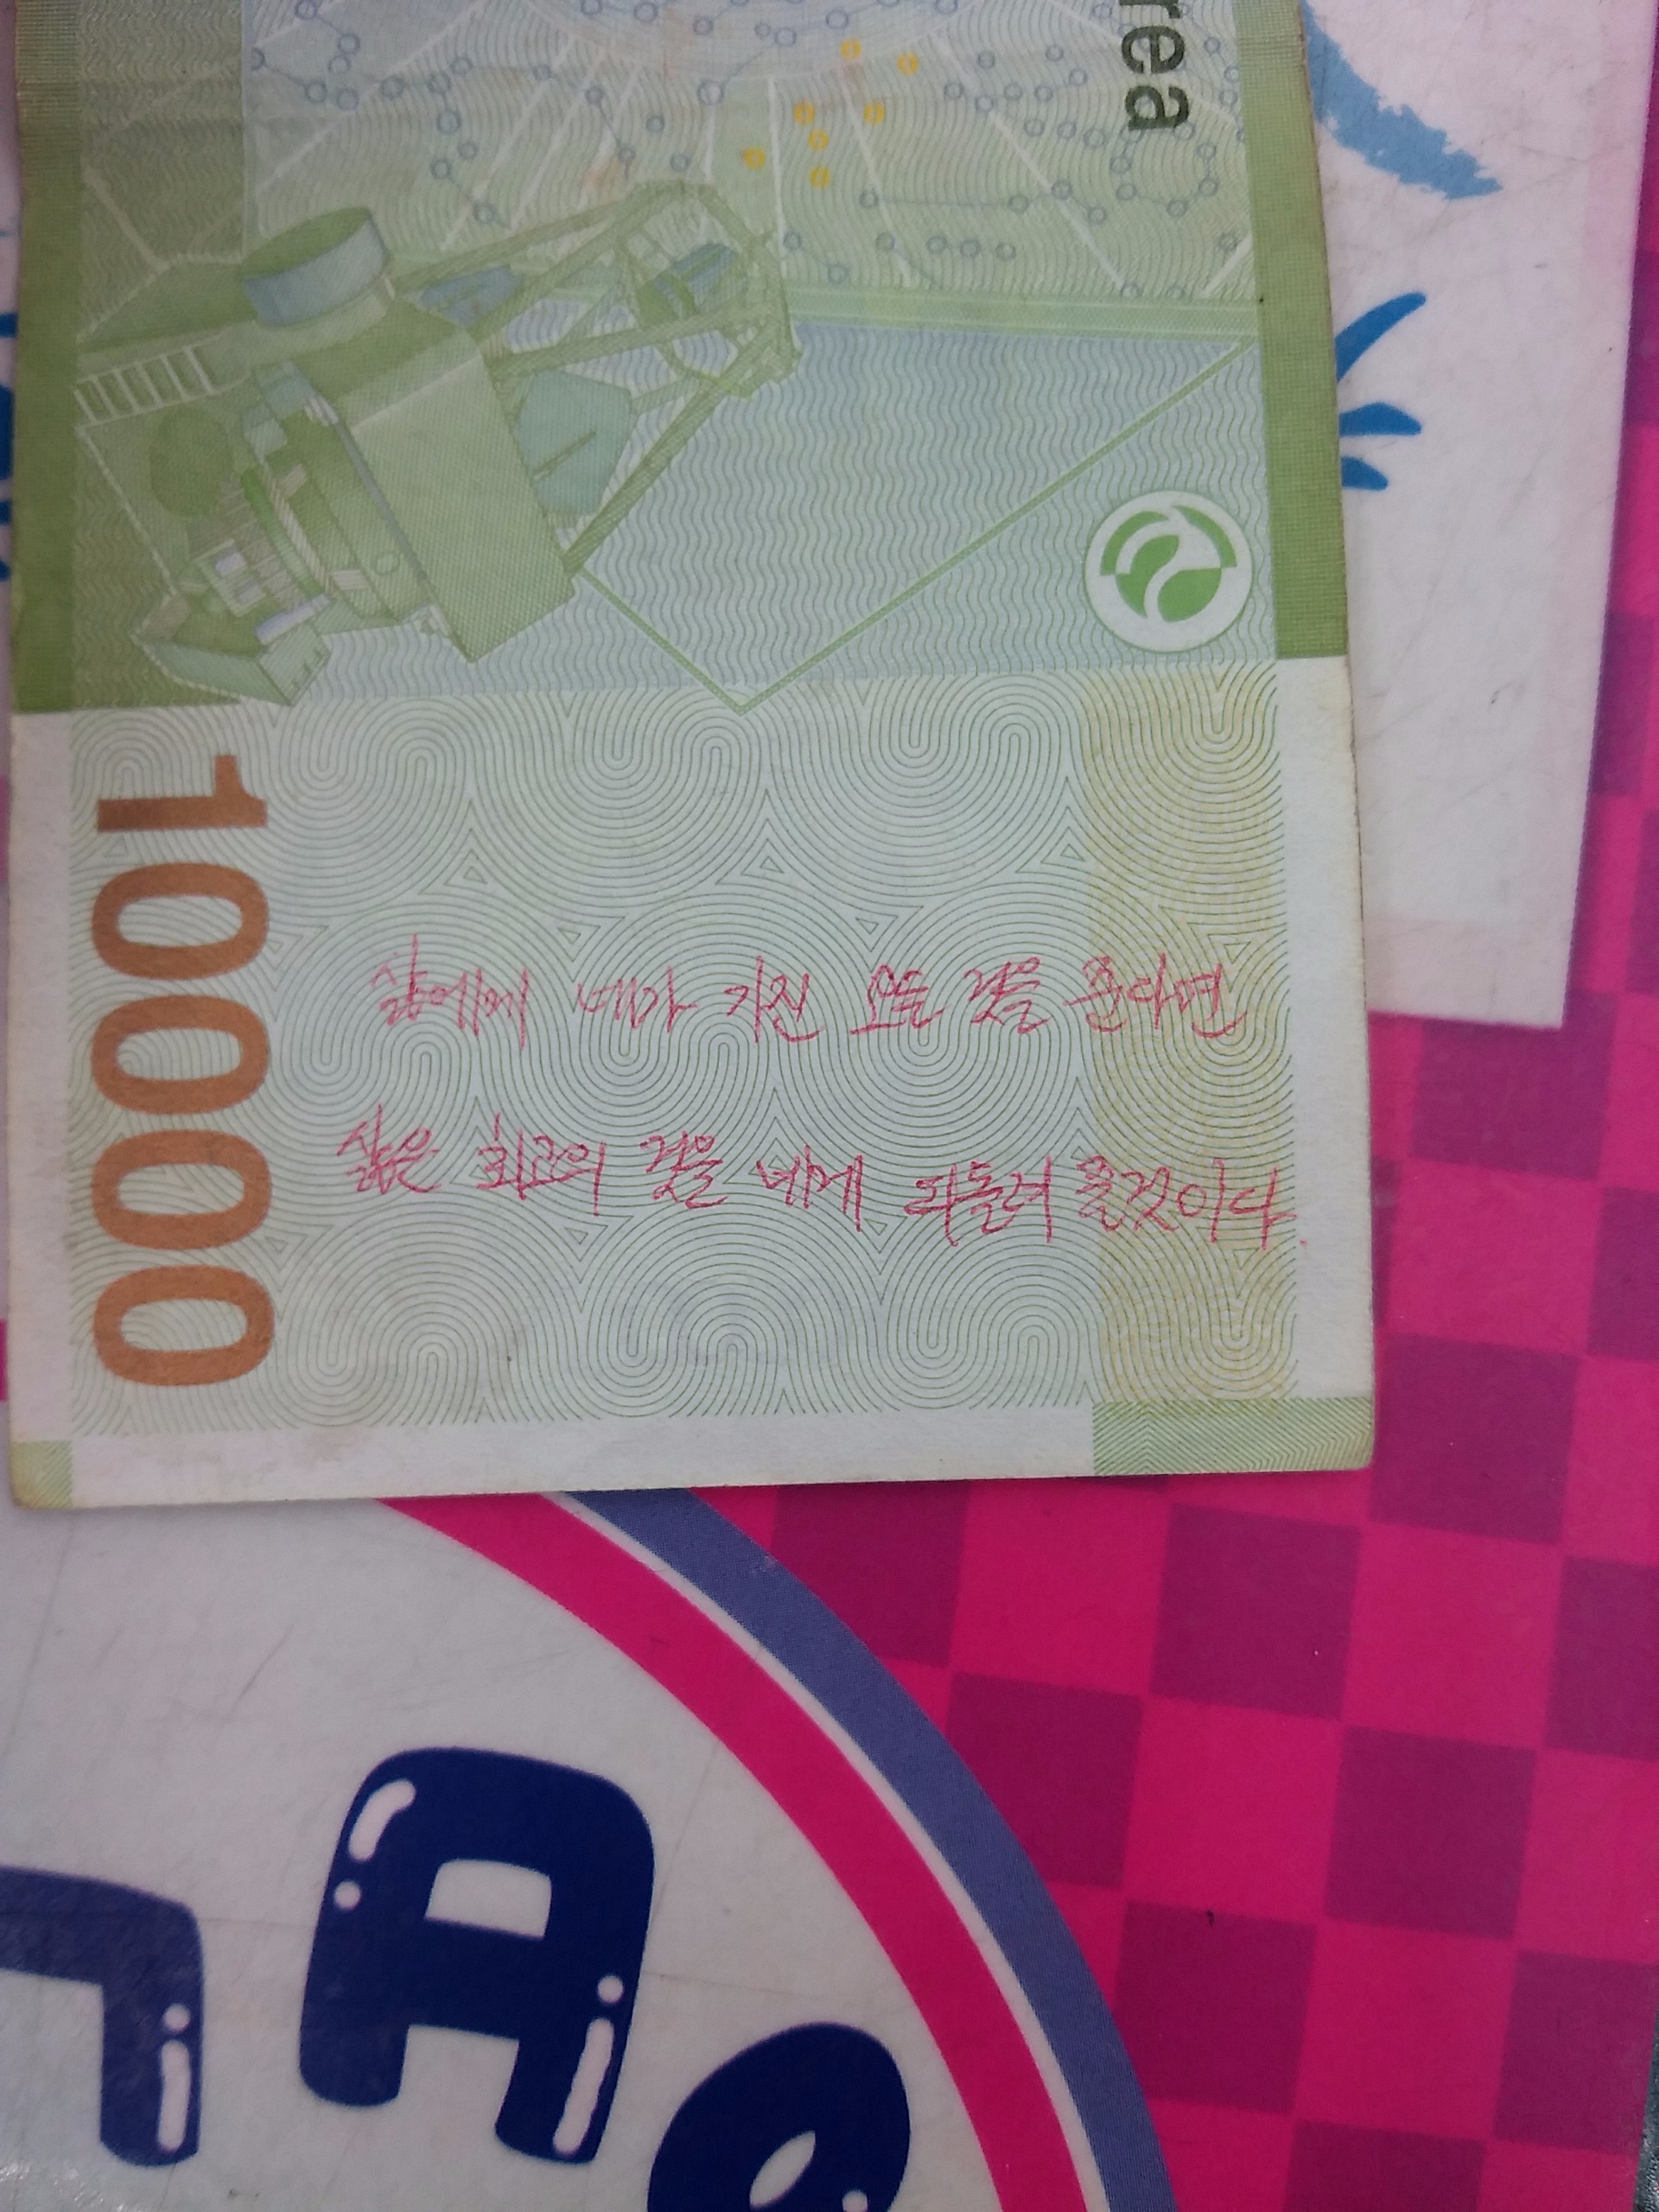 rea
10000
삶에게 네가 가진 모든 것을 준다면
삶은 최고의 것을 네게 되돌려 줄것이다.